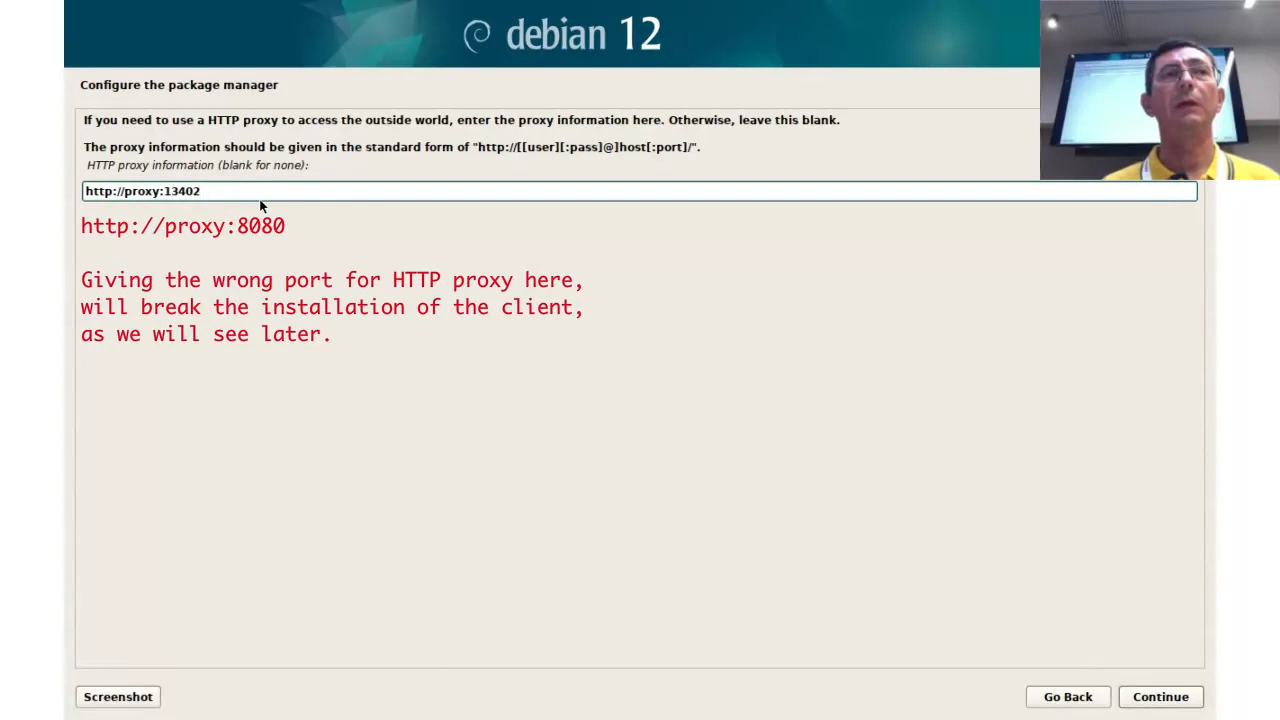 debian 12
Configure the package manager
If you need to use a HTTP proxy to access the outside world, enter the proxy information here. Otherwise, leave this blank.
The proxy information should be given in the standard form of "http://[[user][:pass]@]host[:port]/".
HTTP proxy information (blank for none):
http://proxy:13402
http://proxy:8080
Giving the wrong port for HTTP proxy here,
will break the installation of the client,
as we will see later.
Screenshot
Go Back
Continue